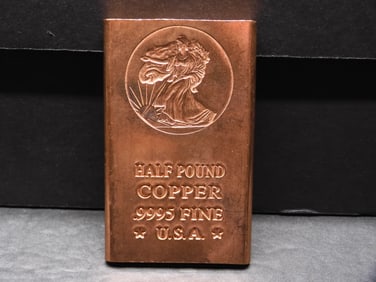 HALF POUND
COPPER
.9995 FINE
★ U.S.A. ★